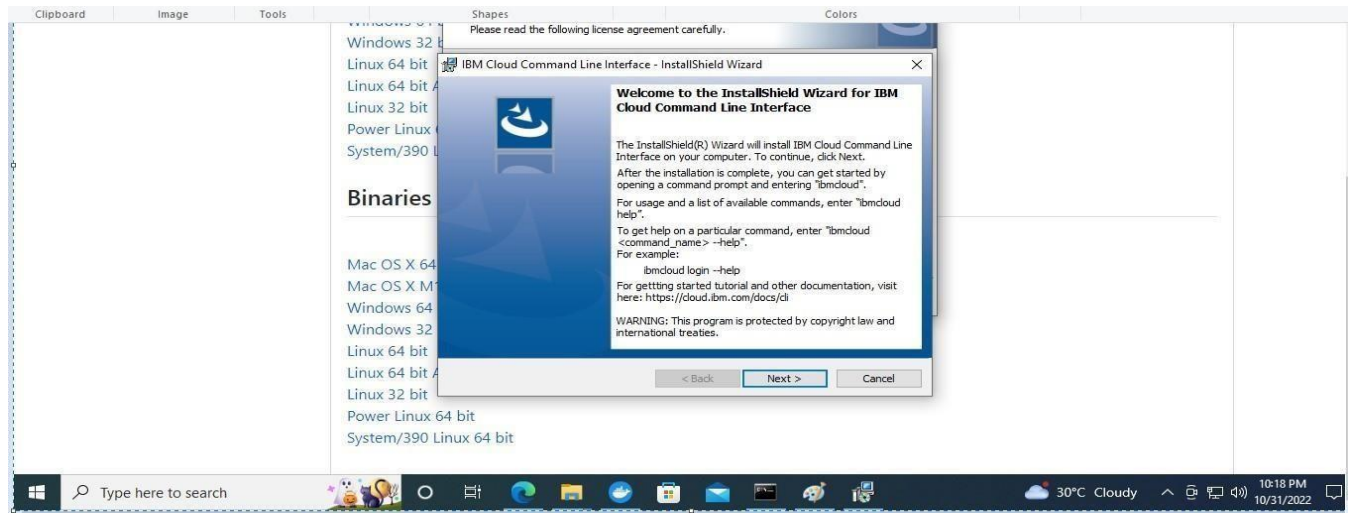 Clipboard Image Tools Shapes Colors
Please read the following license agreement carefully.
Windows 32
Linux 64 bit
Linux 64 bit
Linux 32 bit
Power Linux
System/390
Binaries
Mac OS X 64
Mac OS X
Windows 64
Windows 32
Linux 64 bit
Linux 64 bit
Linux 32 bit
Power Linux 64 bit
System/390 Linux 64 bit
IBM Cloud Command Line Interface - InstallShield Wizard
Welcome to the InstallShield Wizard for IBM
Cloud Command Line Interface
The InstallShield(R) Wizard will install IBM Cloud Command Line
Interface on your computer. To continue, click Next.
After the installation is complete, you can get started by
opening a command prompt and entering "ibmcloud".
For usage and a list of available commands, enter "ibmcloud
help".
To get help on a particular command, enter "ibmcloud
<command_name> --help".
For example:
ibmcloud login --help
For gettting started tutorial and other documentation, visit
here: https://cloud.ibm.com/docs/cli
WARNING: This program is protected by copyright law and
international treaties.
< Back Next > Cancel
Type here to search
30°C Cloudy
10:18 PM
10/31/2022